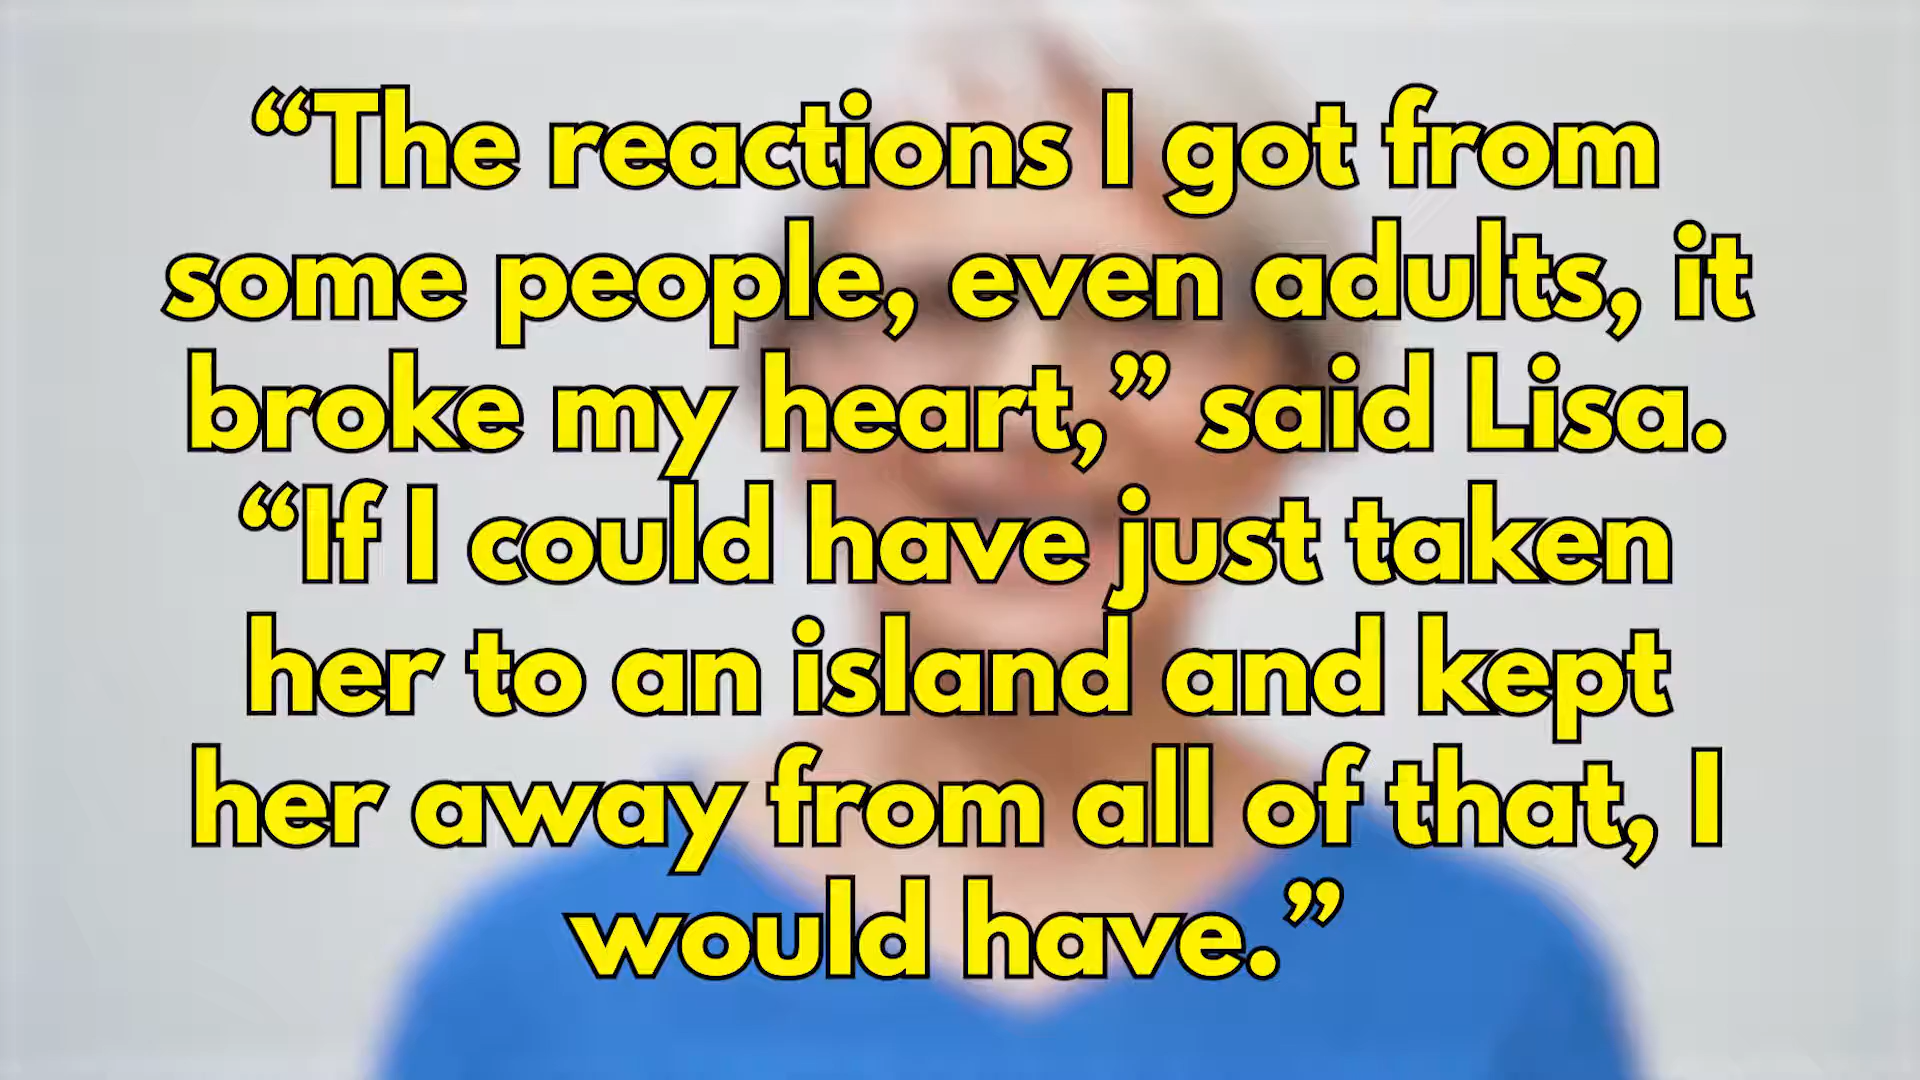 “The reactions I got from
some people, even adults, it
broke my heart,” said Lisa.
“If I could have just taken
her to an island and kept
her away from all of that, I
would have.”